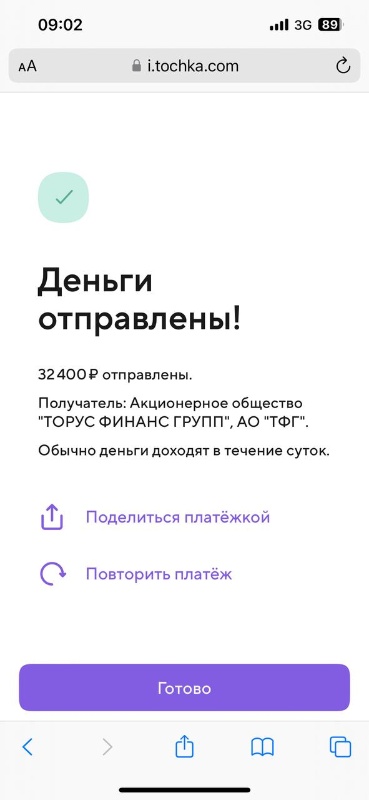 09:02
3G 89
AA i.tochka.com
Деньги
отправлены!
32 400 ₽ отправлены.
Получатель: Акционерное общество
"ТОРУС ФИНАНС ГРУПП", АО "ТФГ".
Обычно деньги доходят в течение суток.
Поделиться платёжкой
Повторить платёж
Готово